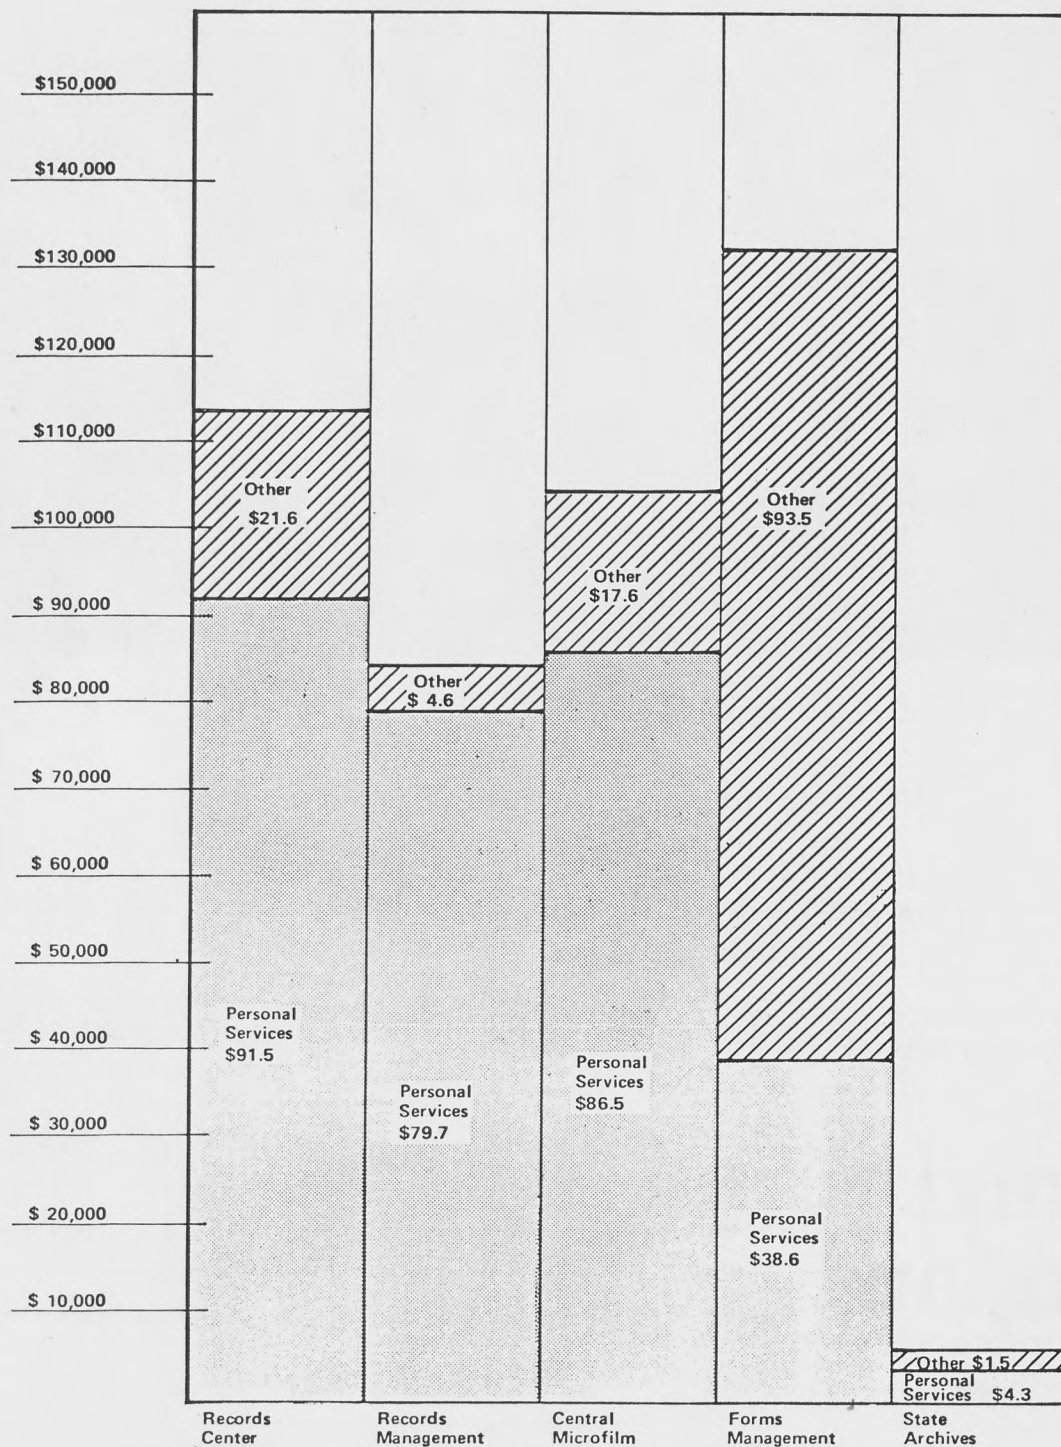 $150,000
$140,000
$130,000
$120,000
$110,000
$100,000
$ 90,000
$ 80,000
$ 70,000
$ 60,000
$ 50,000
$ 40,000
$ 30,000
$ 20,000
$ 10,000
Other
$21.6
Personal
Services
$91.5
Records
Center
Other
$ 4.6
Personal
Services
$79.7
Records
Management
Other
$17.6
Personal
Services
$86.5
Central
Microfilm
Other
$93.5
Personal
Services
$38.6
Forms
Management
Other $1.5
Personal
Services $4.3
State
Archives